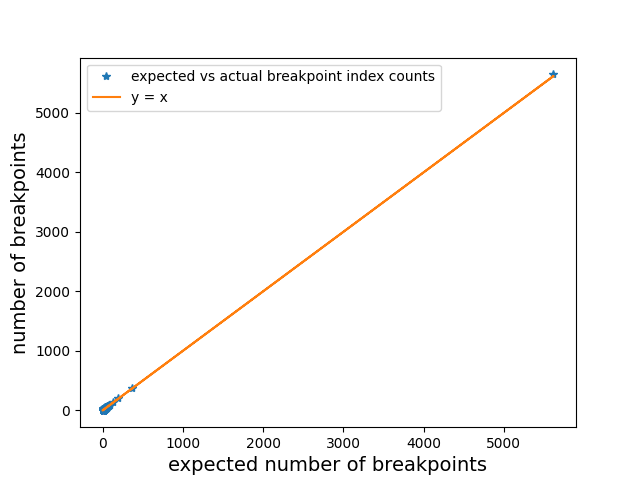 expected vs actual breakpoint index counts
y = x
number of breakpoints
5000
4000
3000
2000
1000
0
0 1000 2000 3000 4000 5000
expected number of breakpoints